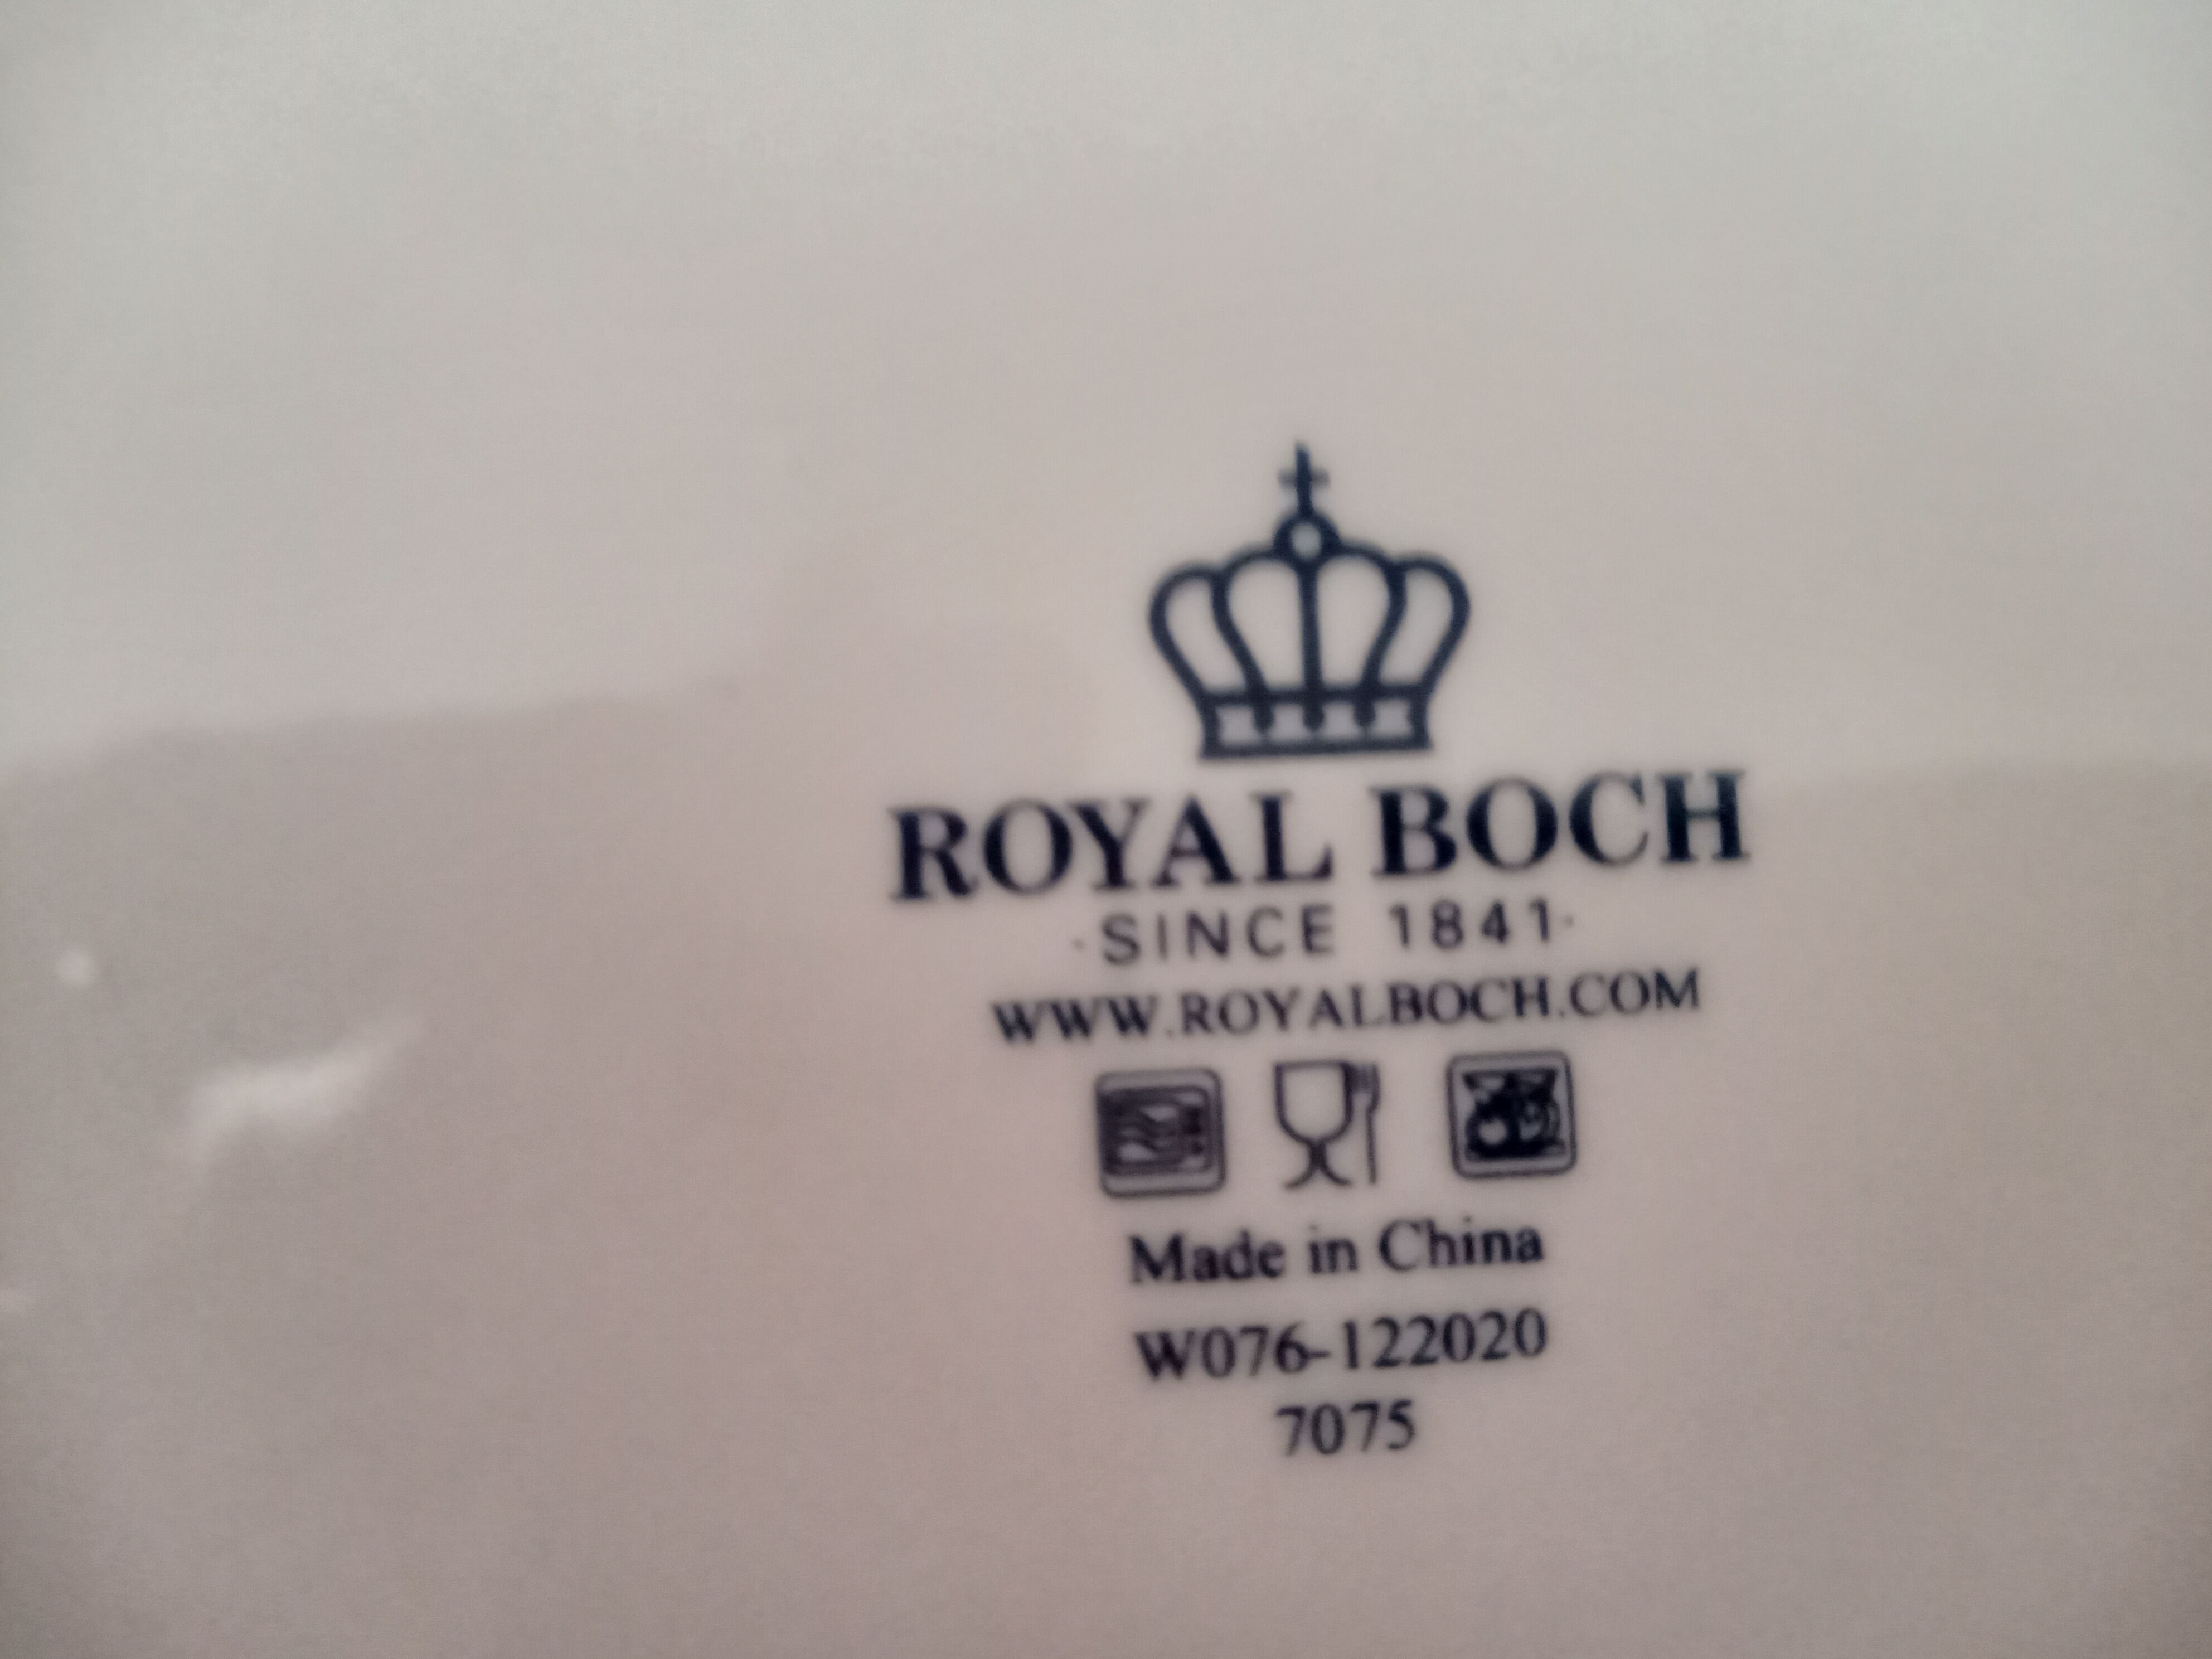 ROYAL BOCH
·SINCE 1841·
WWW.ROYALBOCH.COM
Made in China
W076-122020
7075